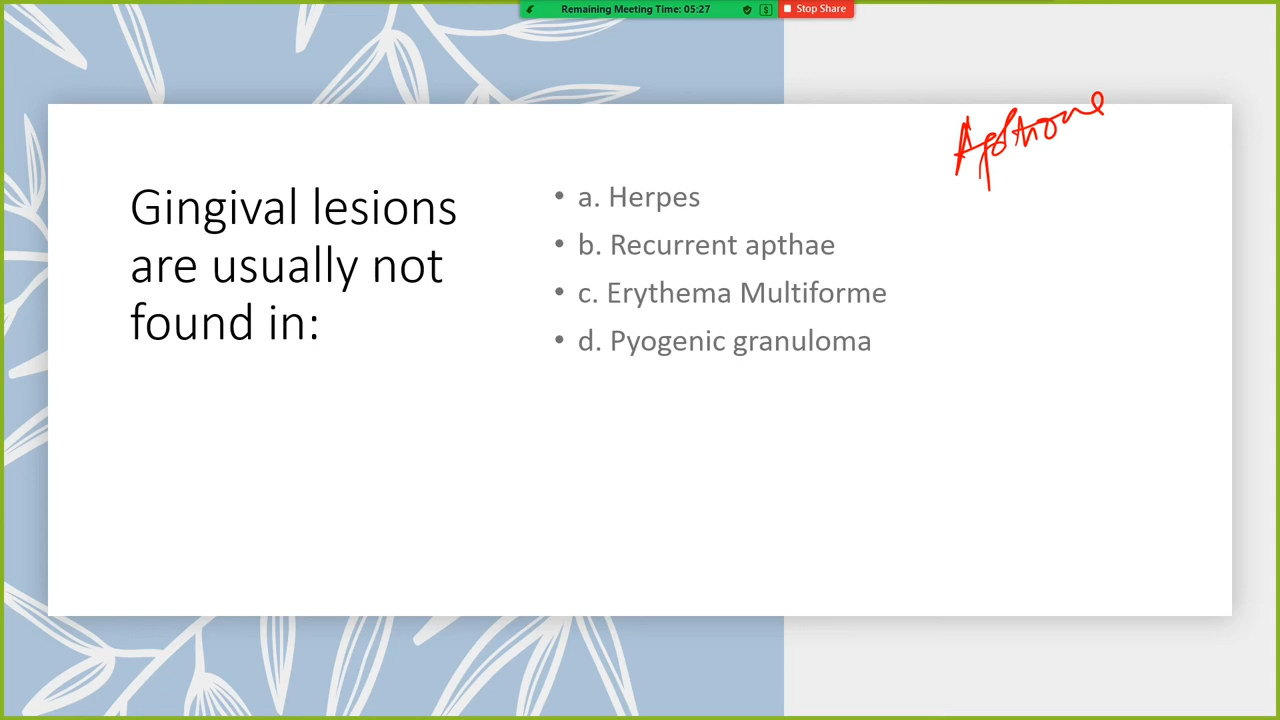 Remaining Meeting Time: 05:27
Stop Share
Gingival lesions
are usually not
found in:
• a. Herpes
• b. Recurrent apthae
• c. Erythema Multiforme
• d. Pyogenic granuloma